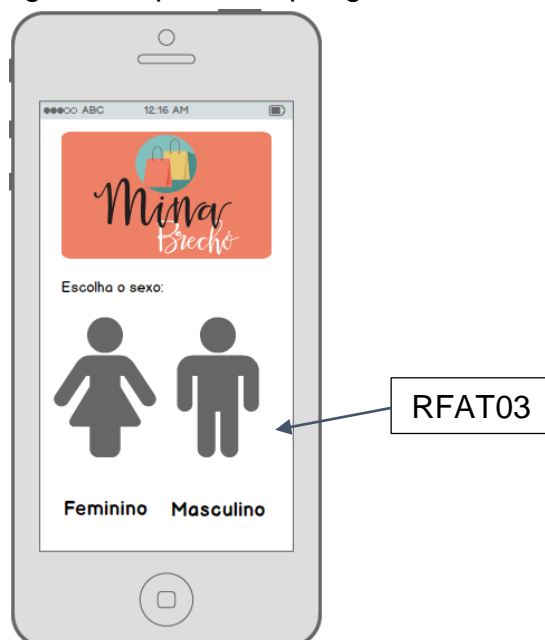 ABC 12:16 AM
Mina
Brechó
Escolha o sexo:
RFAT03
Feminino Masculino